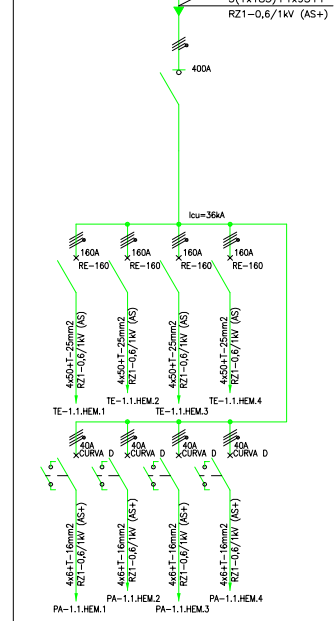 RZ1-0,6/1kV (AS+)
400A
Icu=36kA
160A
RE-160
160A
RE-160
160A
RE-160
160A
RE-160
4x50+T-25mm2
RZ1-0,6/1kV (AS)
4x50+T-25mm2
RZ1-0,6/1kV (AS)
4x50+T-25mm2
RZ1-0,6/1kV (AS)
4x50+T-25mm2
RZ1-0,6/1kV (AS)
TE-1.1.HEM.1
TE-1.1.HEM.2
TE-1.1.HEM.3
TE-1.1.HEM.4
40A
CURVA D
40A
CURVA D
40A
CURVA D
40A
CURVA D
4x6+T-16mm2
RZ1-0,6/1kV (AS+)
4x6+T-16mm2
RZ1-0,6/1kV (AS+)
4x6+T-16mm2
RZ1-0,6/1kV (AS+)
4x6+T-16mm2
RZ1-0,6/1kV (AS+)
PA-1.1.HEM.1
PA-1.1.HEM.2
PA-1.1.HEM.3
PA-1.1.HEM.4